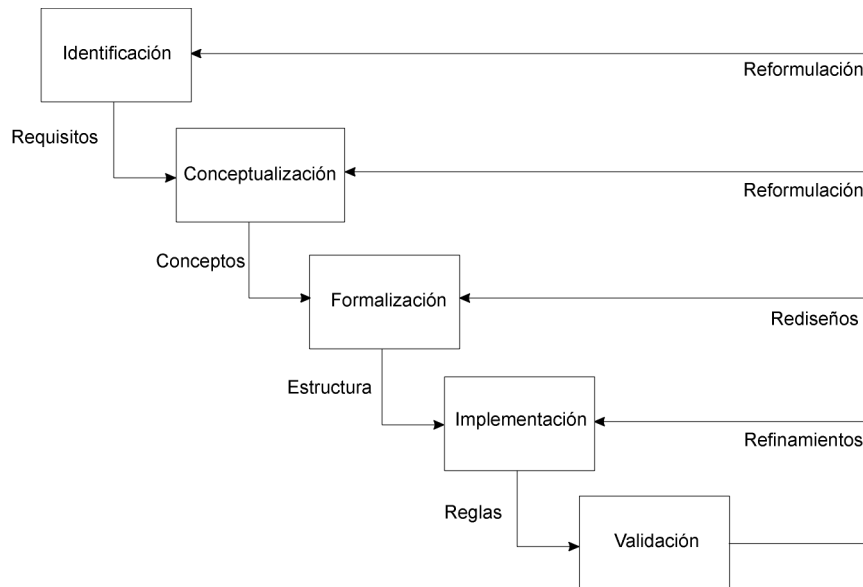 Identificación
Reformulación
Requisitos
Conceptualización
Reformulación
Conceptos
Formalización
Rediseños
Estructura
Implementación
Refinamientos
Reglas
Validación